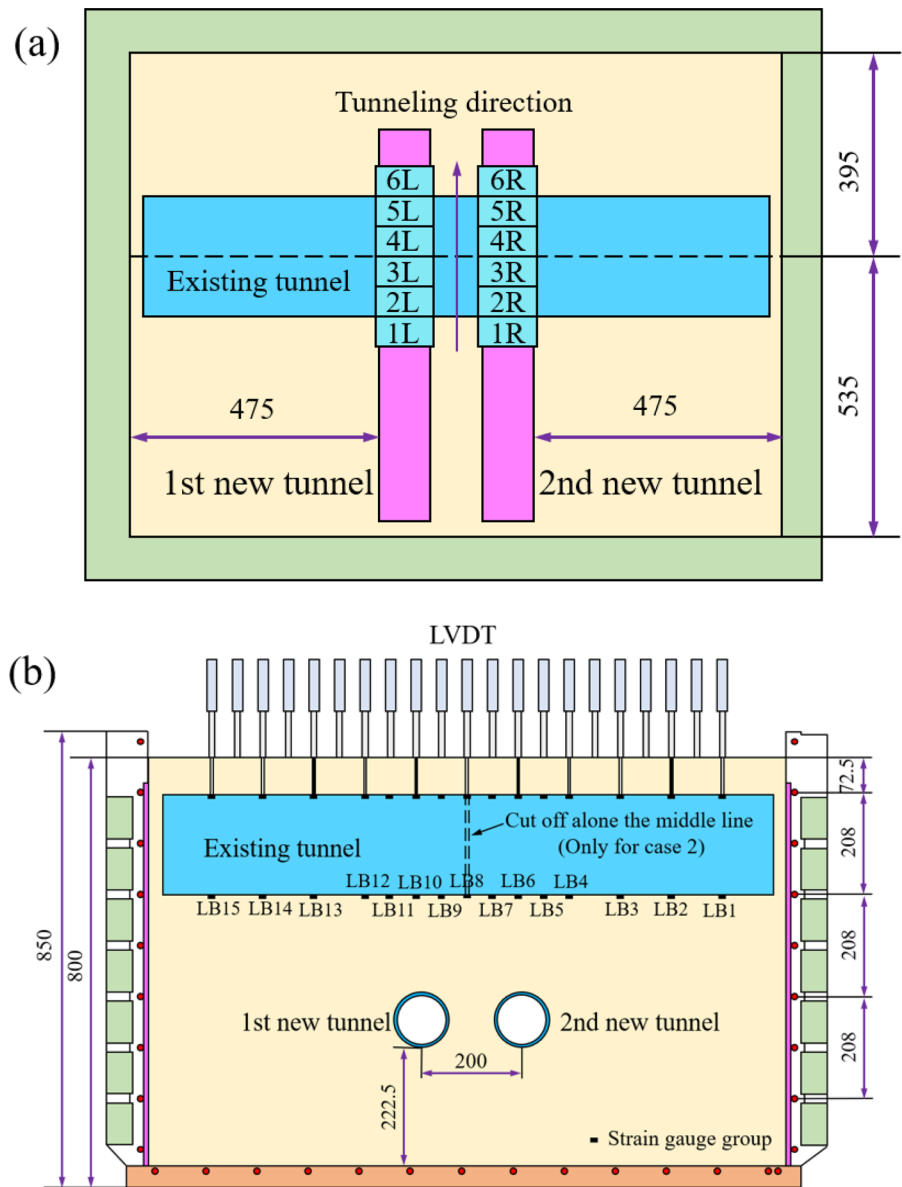 (a)
Tunneling direction
6L 6R
5L 5R
4L 4R
3L 3R
2L 2R
1L 1R
Existing tunnel
395
535
475 475
1st new tunnel 2nd new tunnel
LVDT
(b)
72.5
Cut off alone the middle line
(Only for case 2)
Existing tunnel
208
LB12 LB10 LB8 LB6 LB4
LB15 LB14 LB13 LB11 LB9 LB7 LB5 LB3 LB2 LB1
850
800
208
1st new tunnel 2nd new tunnel
208
200
222.5
Strain gauge group